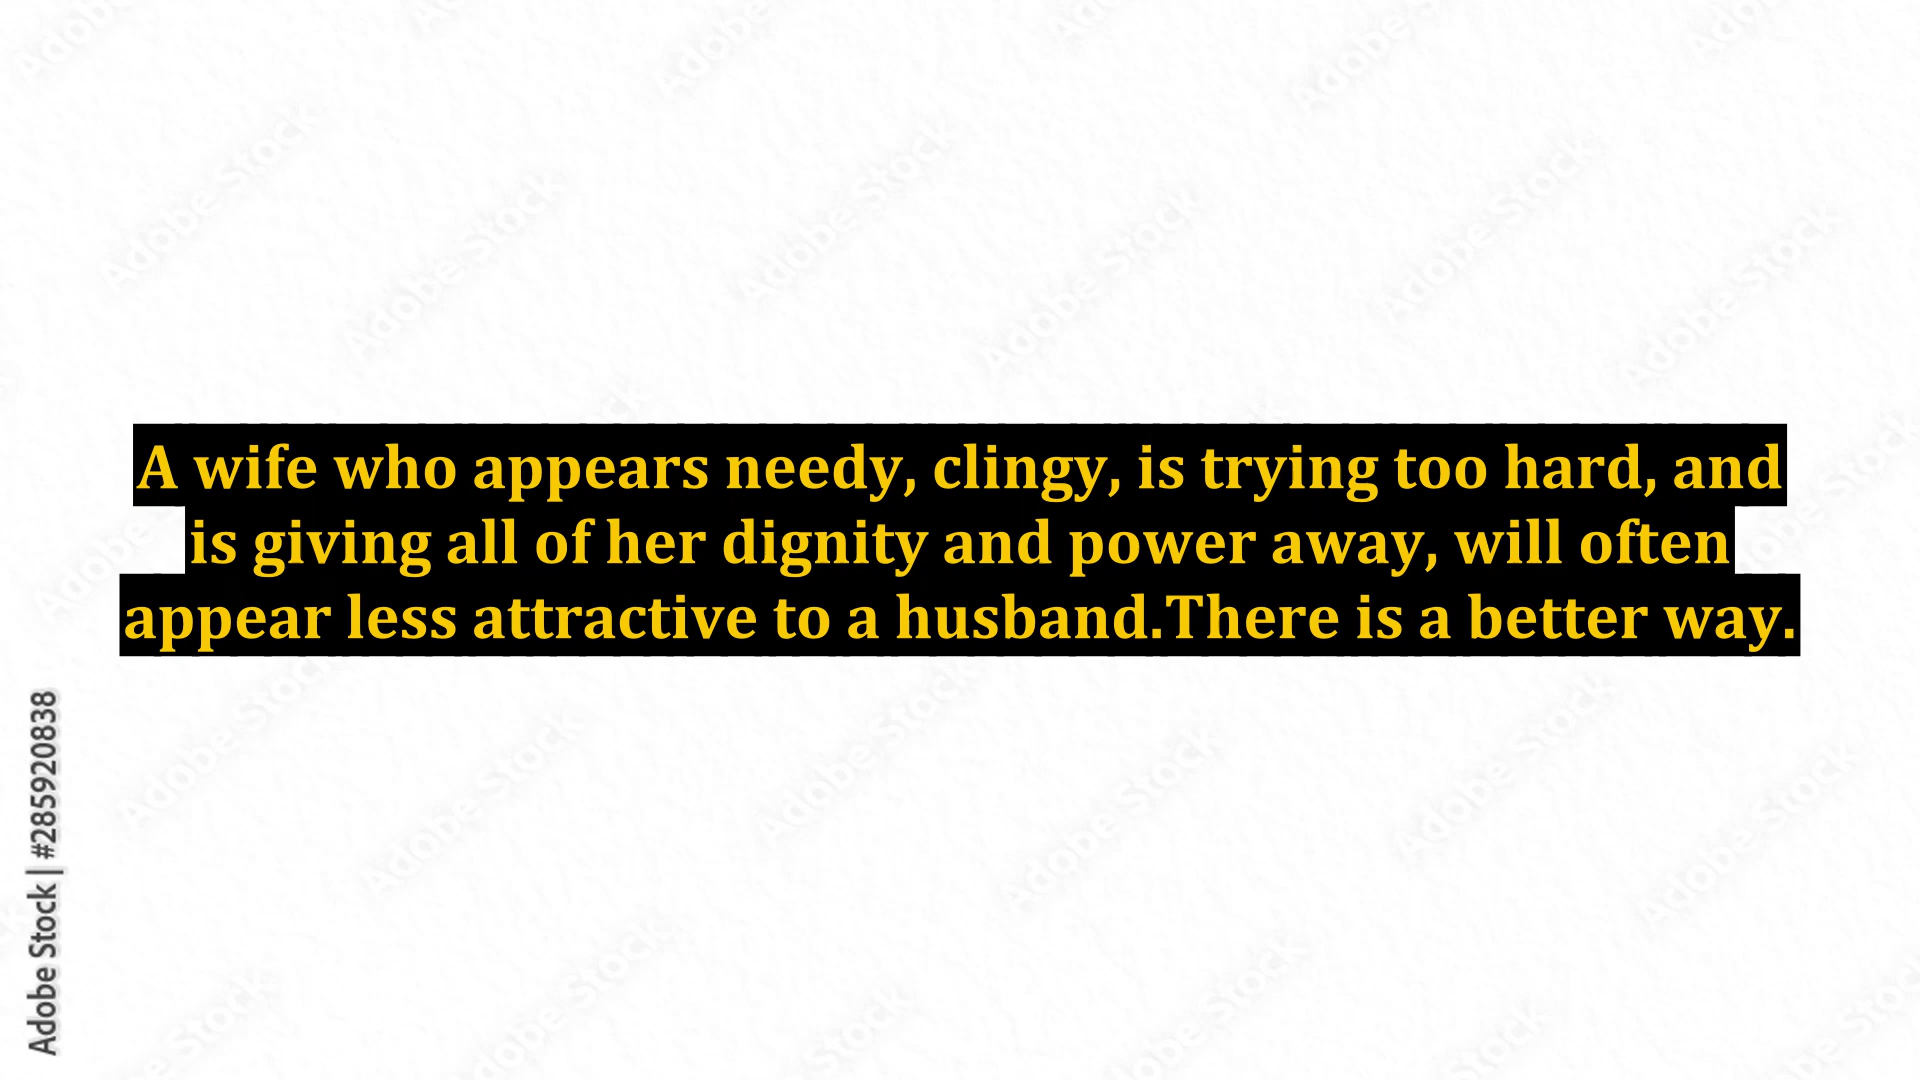 A wife who appears needy, clingy, is trying too hard, and
is giving all of her dignity and power away, will often
appear less attractive to a husband.There is a better way.
Adobe Stock | #285920838